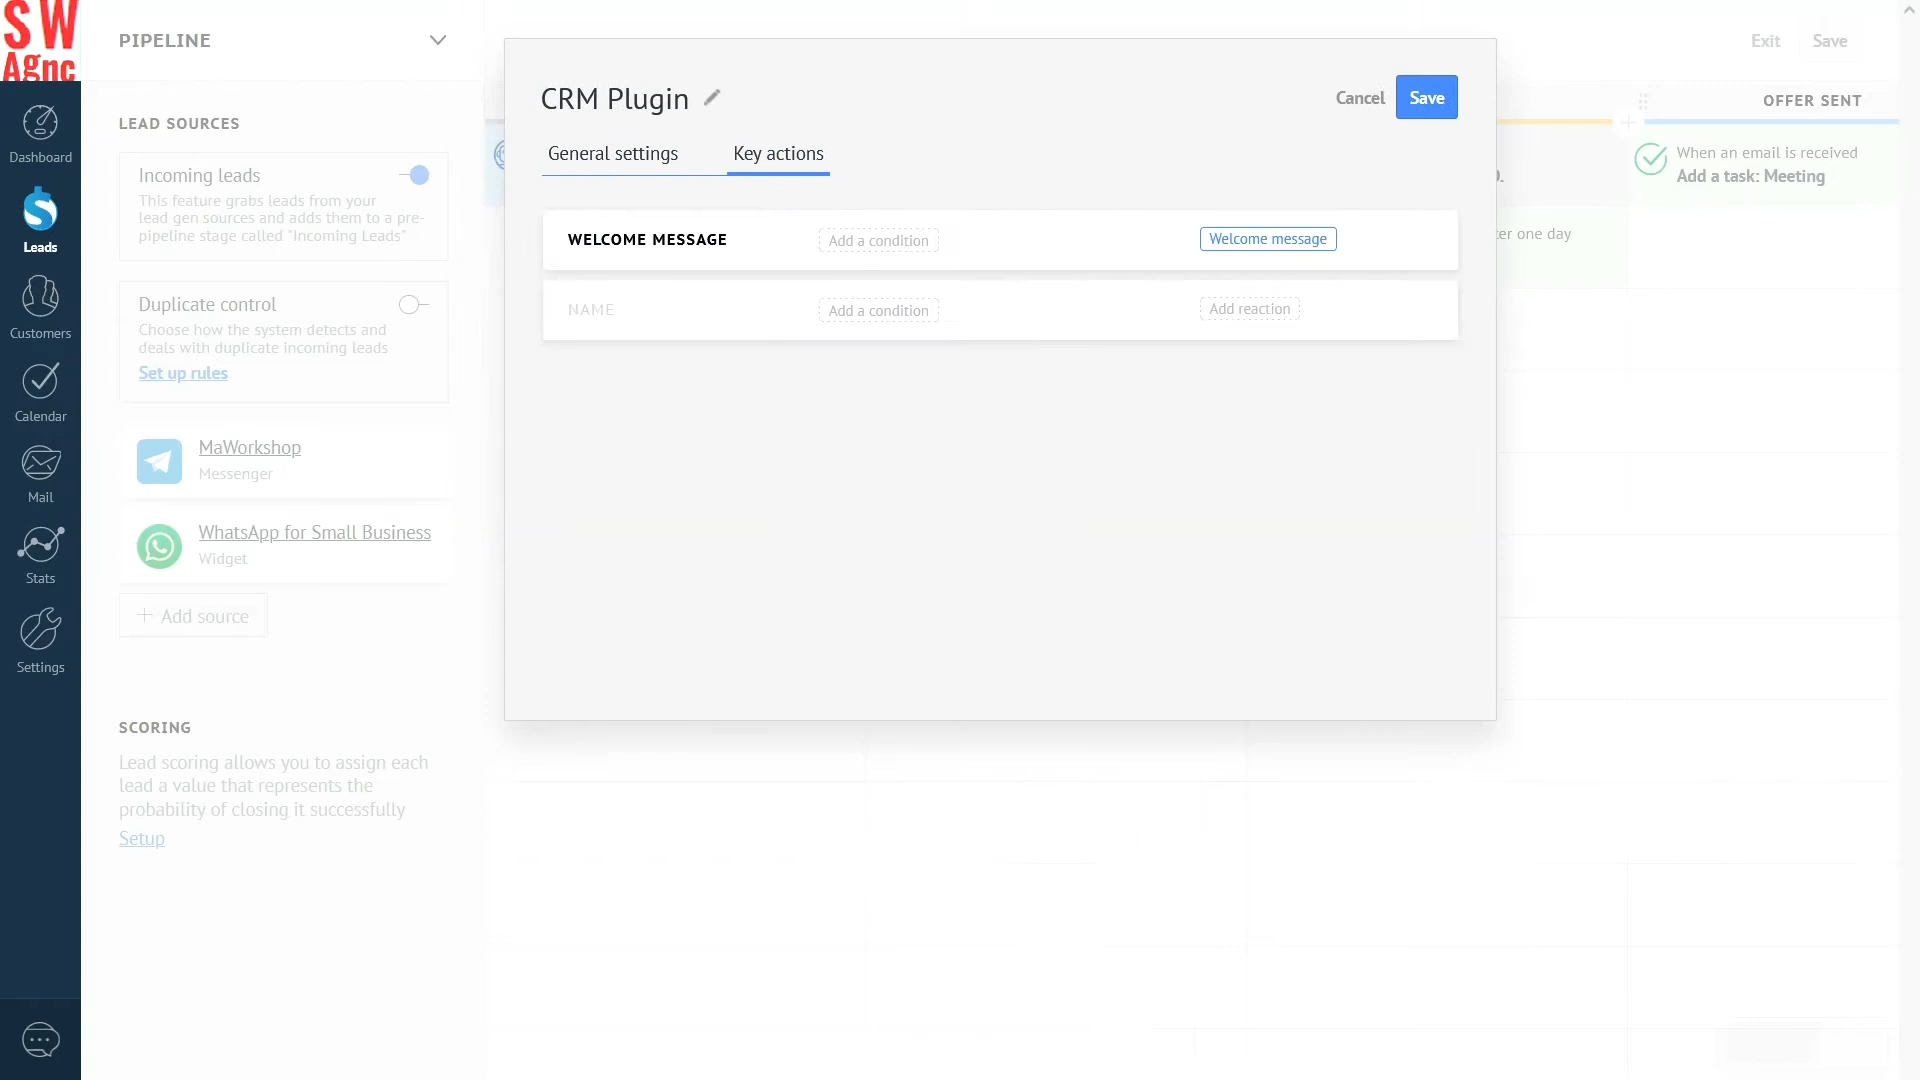 SW
Agnc
Dashboard
Leads
Customers
Calendar
Mail
Stats
Settings
PIPELINE
LEAD SOURCES
Incoming leads
This feature grabs leads from your
lead gen sources and adds them to a pre-
pipeline stage called "Incoming Leads"
Duplicate control
Choose how the system detects and
deals with duplicate incoming leads
Set up rules
MaWorkshop
Messenger
WhatsApp for Small Business
Widget
+ Add source
SCORING
Lead scoring allows you to assign each
lead a value that represents the
probability of closing it successfully
Setup
CRM Plugin
Cancel
Save
General settings
Key actions
WELCOME MESSAGE
Add a condition
Welcome message
NAME
Add a condition
Add reaction
Exit
Save
OFFER SENT
When an email is received
Add a task: Meeting
one day